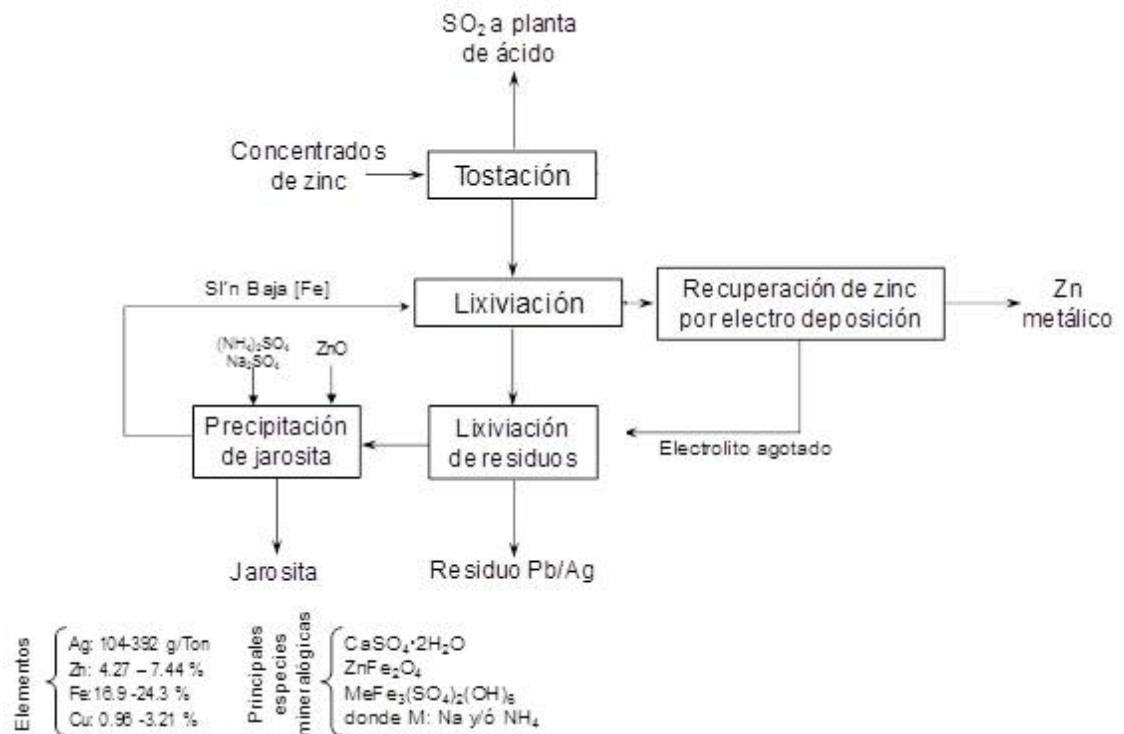 SO₂ a planta
de ácido
Concentrados
de zinc
Tostación
Sl'n Baja [Fe]
Lixiviación
Recuperación de zinc
por electro deposición
Zn
metálico
(NH₄)₂SO₄
Na₂SO₄
ZnO
Precipitación
de jarosita
Lixiviación
de residuos
Electrolito agotado
Jarosita
Residuo Pb/Ag
Elementos
Ag: 104-392 g/Ton
Zn: 4.27 – 7.44 %
Fe:16.9 -24.3 %
Cu: 0.96 -3.21 %
Principales
especies
mineralógicas
CaSO₄·2H₂O
ZnFe₂O₄
MeFe₃(SO₄)₂(OH)₆
donde M: Na y/ó NH₄